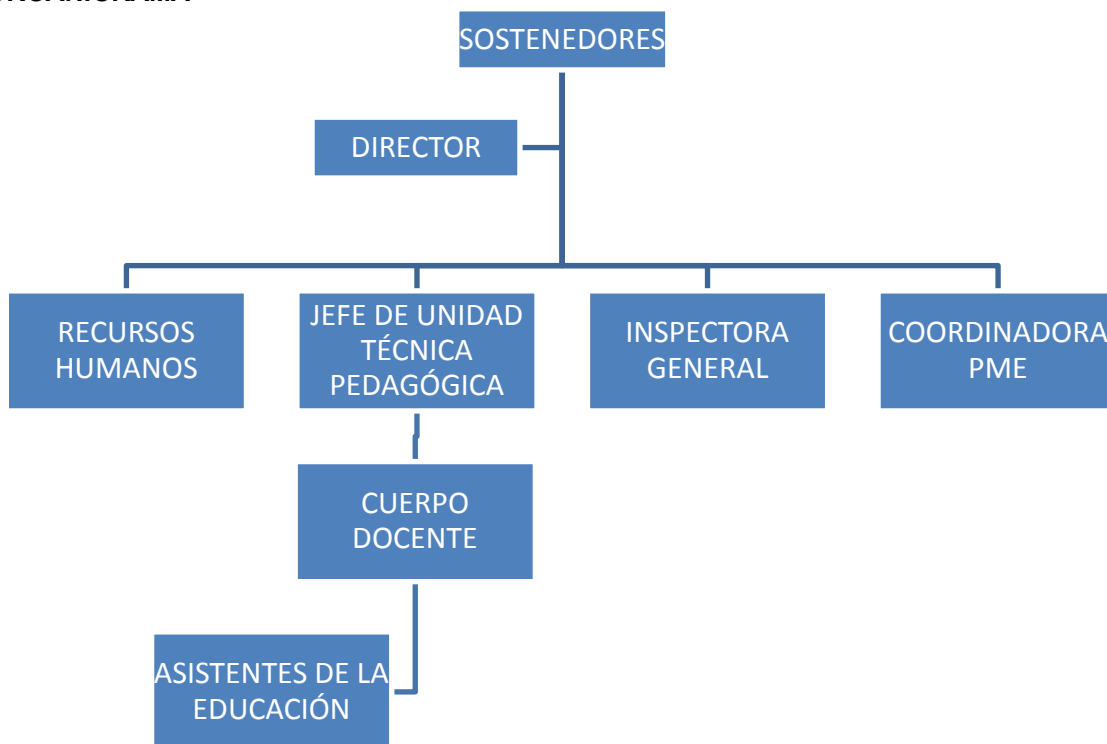 SOSTENEDORES
DIRECTOR
RECURSOS
HUMANOS
JEFE DE UNIDAD
TÉCNICA
PEDAGÓGICA
INSPECTORA
GENERAL
COORDINADORA
PME
CUERPO
DOCENTE
ASISTENTES DE LA
EDUCACIÓN